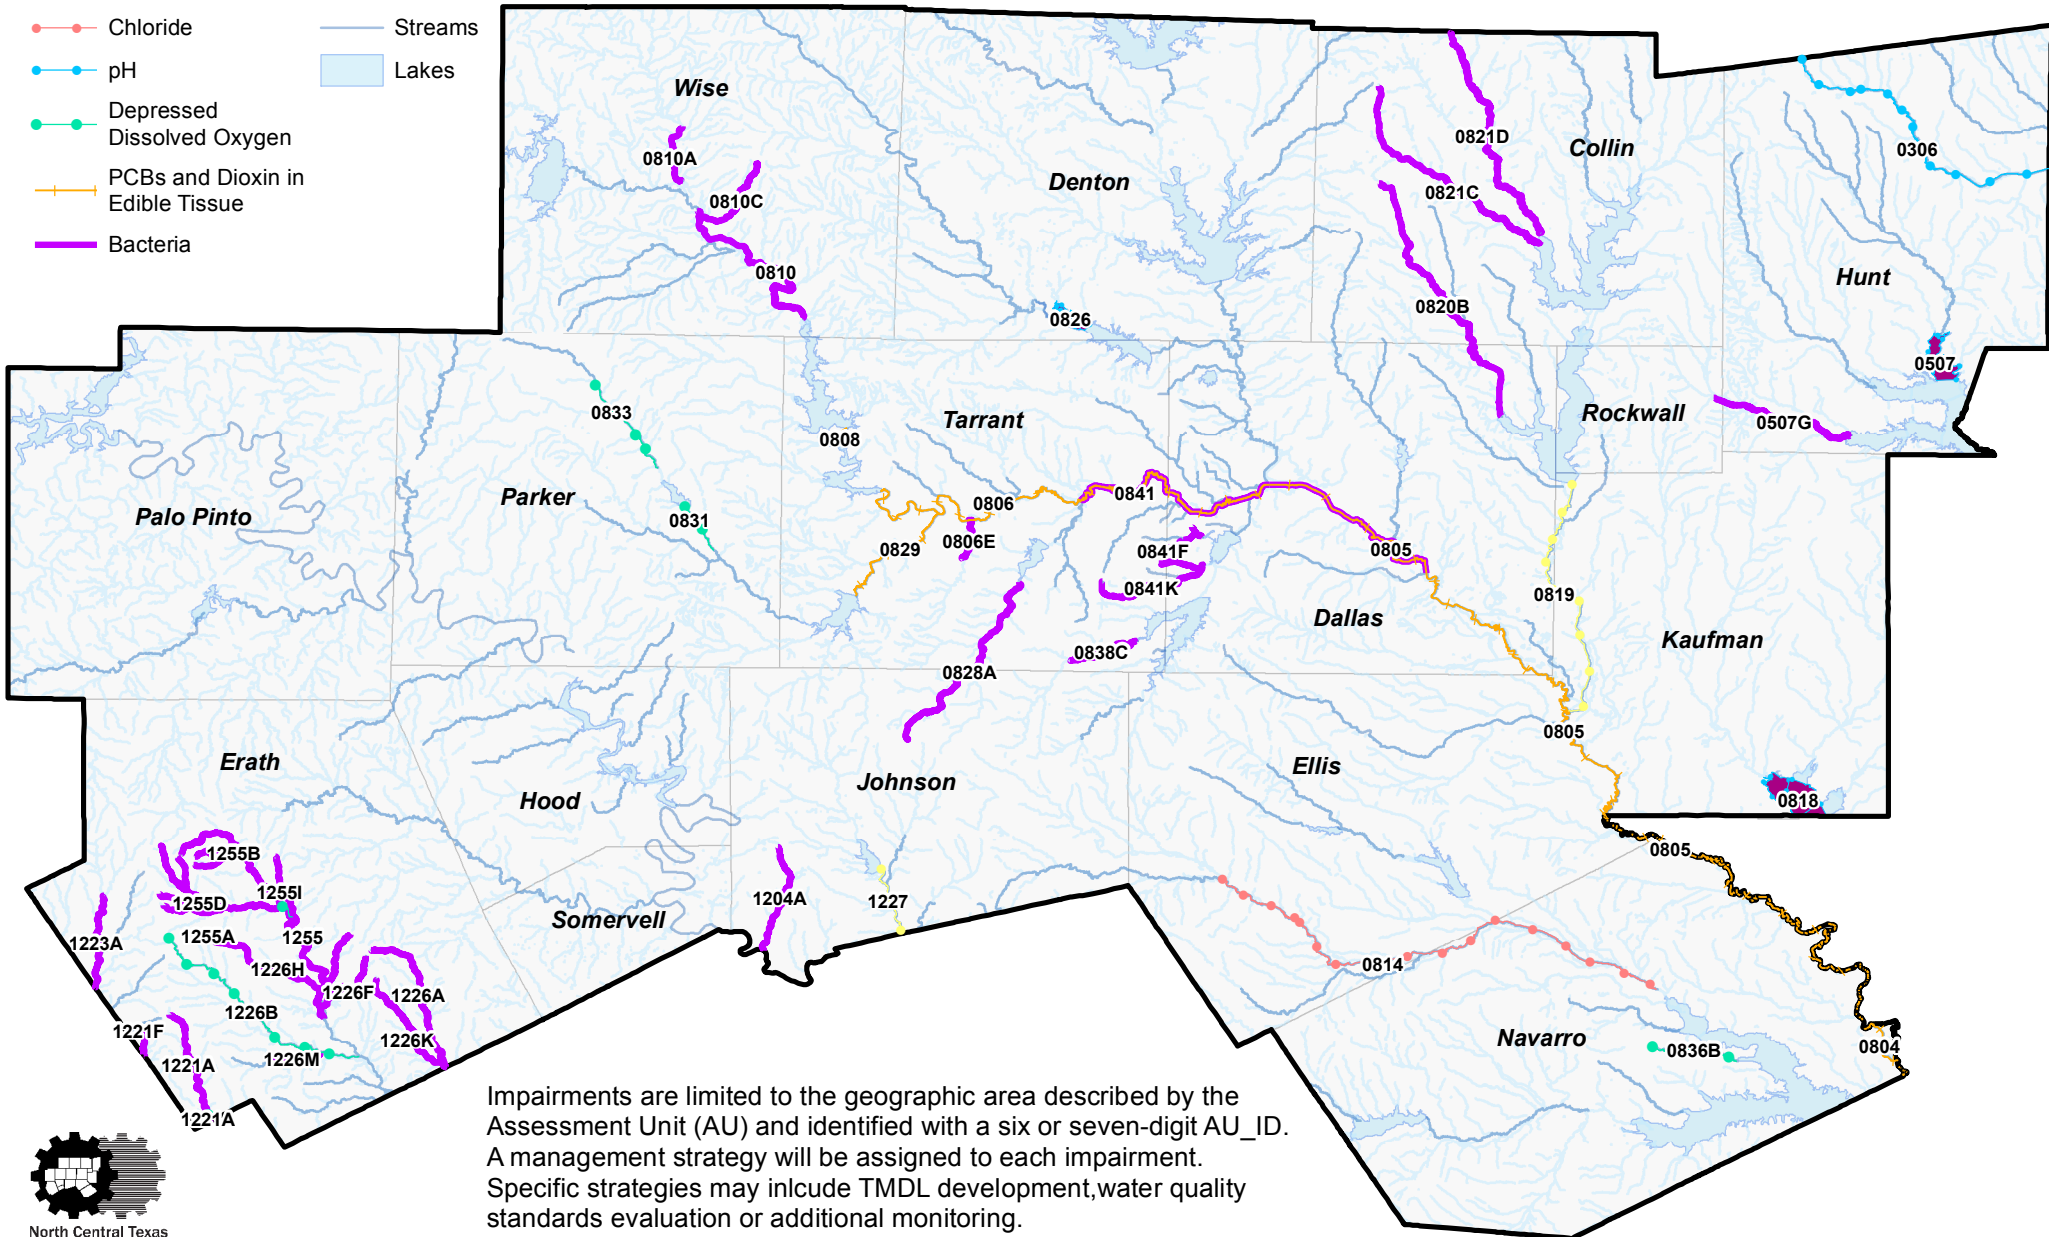 Chloride
pH
Depressed
Dissolved Oxygen
PCBs and Dioxin in
Edible Tissue
Bacteria
Streams
Lakes
Wise
Denton
Collin
Hunt
Palo Pinto
Parker
Tarrant
Rockwall
Dallas
Kaufman
Erath
Hood
Somervell
Johnson
Ellis
Navarro
0810A
0810C
0810
0826
0821D
0821C
0820B
0306
0507
0507G
0833
0831
0808
0806
0806E
0829
0841
0841F
0841K
0838C
0828A
0805
0819
0805
0818
0805
0804
0814
0836B
1204A
1227
1255B
1255I
1255D
1255A
1255
1223A
1226H
1226F
1226A
1226B
1226K
1226M
1221F
1221A
1221A
Impairments are limited to the geographic area described by the
Assessment Unit (AU) and identified with a six or seven-digit AU_ID.
A management strategy will be assigned to each impairment.
Specific strategies may inlcude TMDL development,water quality
standards evaluation or additional monitoring.
North Central Texas